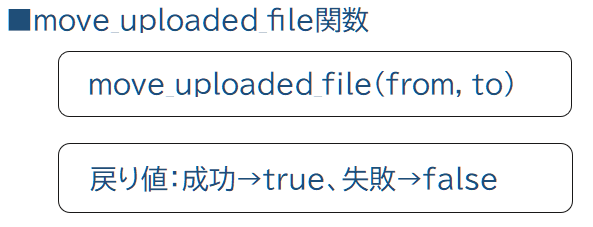 ■move_uploaded_file関数
move_uploaded_file(from, to)
戻り値：成功→true、失敗→false